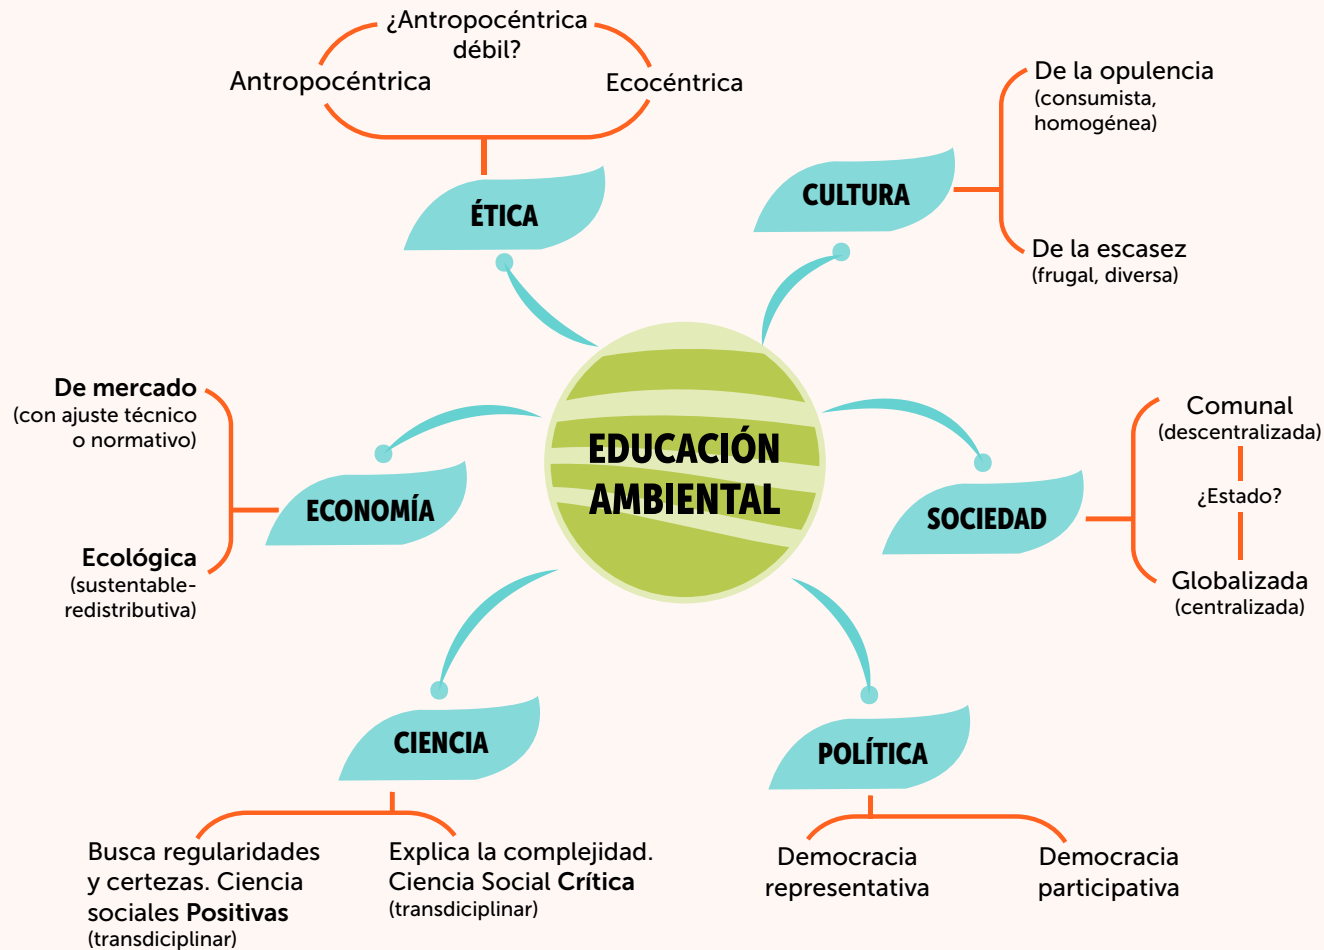 ¿Antropocéntrica
débil?
Antropocéntrica
Ecocéntrica
ÉTICA
De la opulencia
(consumista,
homogénea)
CULTURA
De la escasez
(frugal, diversa)
De mercado
(con ajuste técnico
o normativo)
ECONOMÍA
Ecológica
(sustentable-
redistributiva)
EDUCACIÓN
AMBIENTAL
Comunal
(descentralizada)
¿Estado?
SOCIEDAD
Globalizada
(centralizada)
CIENCIA
Busca regularidades
y certezas. Ciencia
sociales Positivas
(transdiciplinar)
Explica la complejidad.
Ciencia Social Crítica
(transdiciplinar)
POLÍTICA
Democracia
representativa
Democracia
participativa